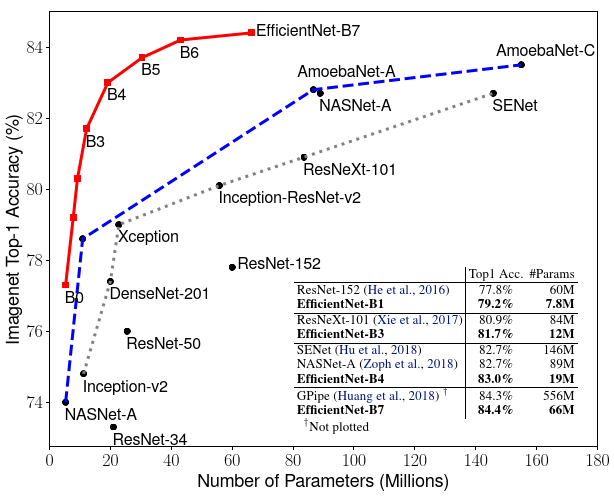 84
82
80
78
76
74
Imagenet Top-1 Accuracy (%)
EfficientNet-B7
B6
B5
B4
B3
B0
AmoebaNet-C
AmoebaNet-A
NASNet-A
SENet
ResNeXt-101
Inception-ResNet-v2
Xception
ResNet-152
DenseNet-201
ResNet-50
Inception-v2
NASNet-A
ResNet-34
Top1 Acc. #Params
ResNet-152 (He et al., 2016) 77.8% 60M
EfficientNet-B1 79.2% 7.8M
ResNeXt-101 (Xie et al., 2017) 80.9% 84M
EfficientNet-B3 81.7% 12M
SENet (Hu et al., 2018) 82.7% 146M
NASNet-A (Zoph et al., 2018) 82.7% 89M
EfficientNet-B4 83.0% 19M
GPipe (Huang et al., 2018) † 84.3% 556M
EfficientNet-B7 84.4% 66M
†Not plotted
0 20 40 60 80 100 120 140 160 180
Number of Parameters (Millions)